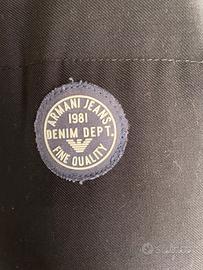 ARMANI JEANS
1981
DENIM DEPT.
FINE QUALITY